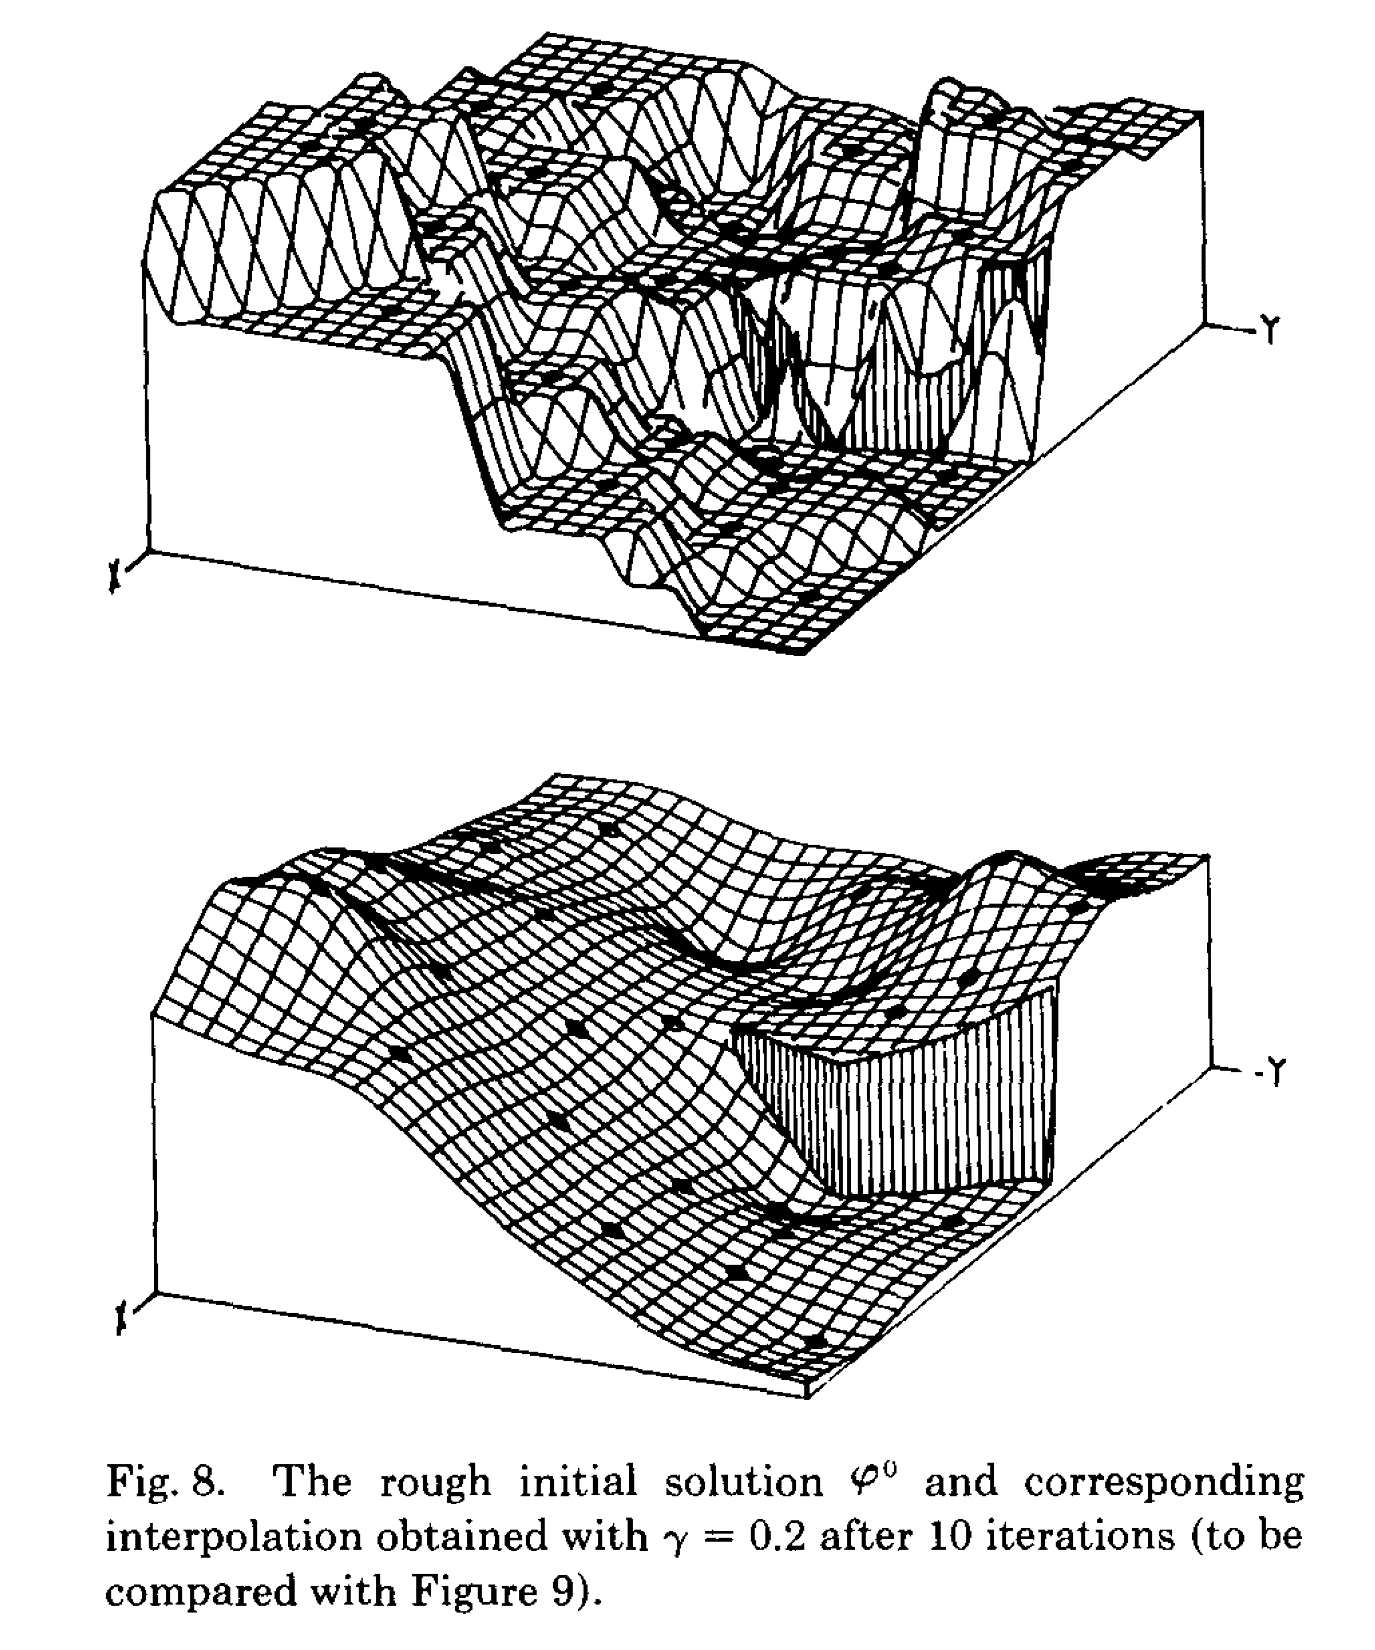 Y
X
-Y
X
Fig. 8. The rough initial solution φ⁰ and corresponding
interpolation obtained with γ = 0.2 after 10 iterations (to be
compared with Figure 9).